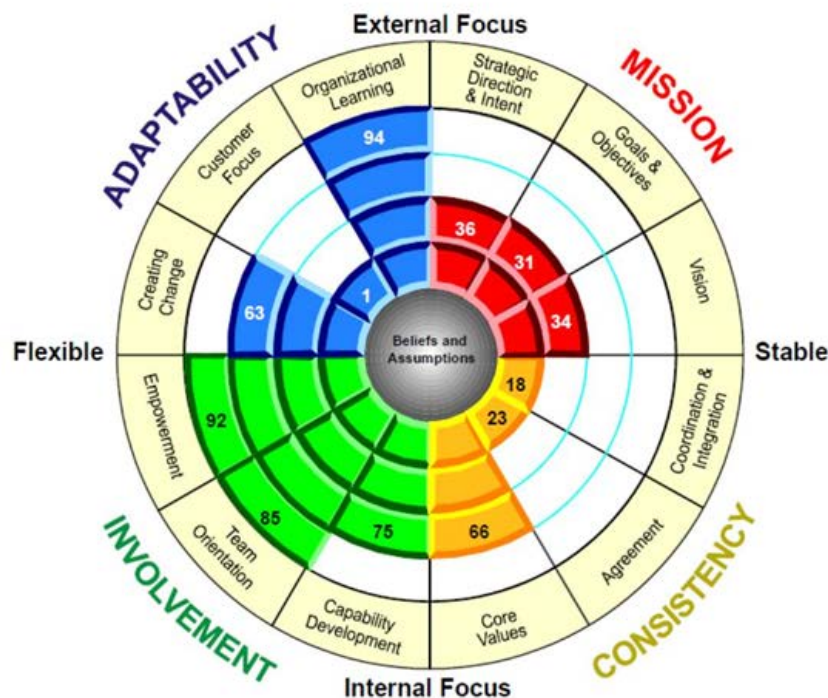 External Focus
ADAPTABILITY
MISSION
Organizational
Learning
Strategic
Direction
& Intent
Customer
Focus
Goals &
Objectives
Creating
Change
Vision
94
36
31
1
63
34
Flexible
Beliefs and
Assumptions
Stable
Empowerment
Coordination &
Integration
92
18
23
85
75
66
Team
Orientation
Agreement
Capability
Development
Core
Values
INVOLVEMENT
CONSISTENCY
Internal Focus